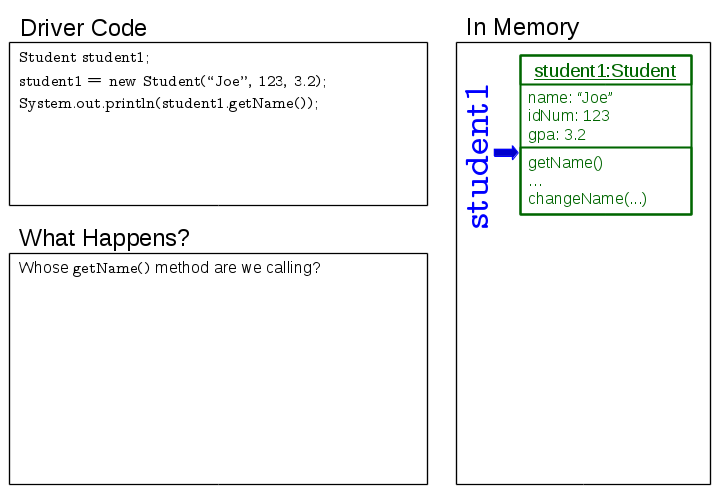 Driver Code
Student student1;
student1 = new Student(“Joe”, 123, 3.2);
System.out.println(student1.getName());
What Happens?
Whose getName() method are we calling?
In Memory
student1
student1:Student
name: “Joe”
idNum: 123
gpa: 3.2
getName()
...
changeName(...)